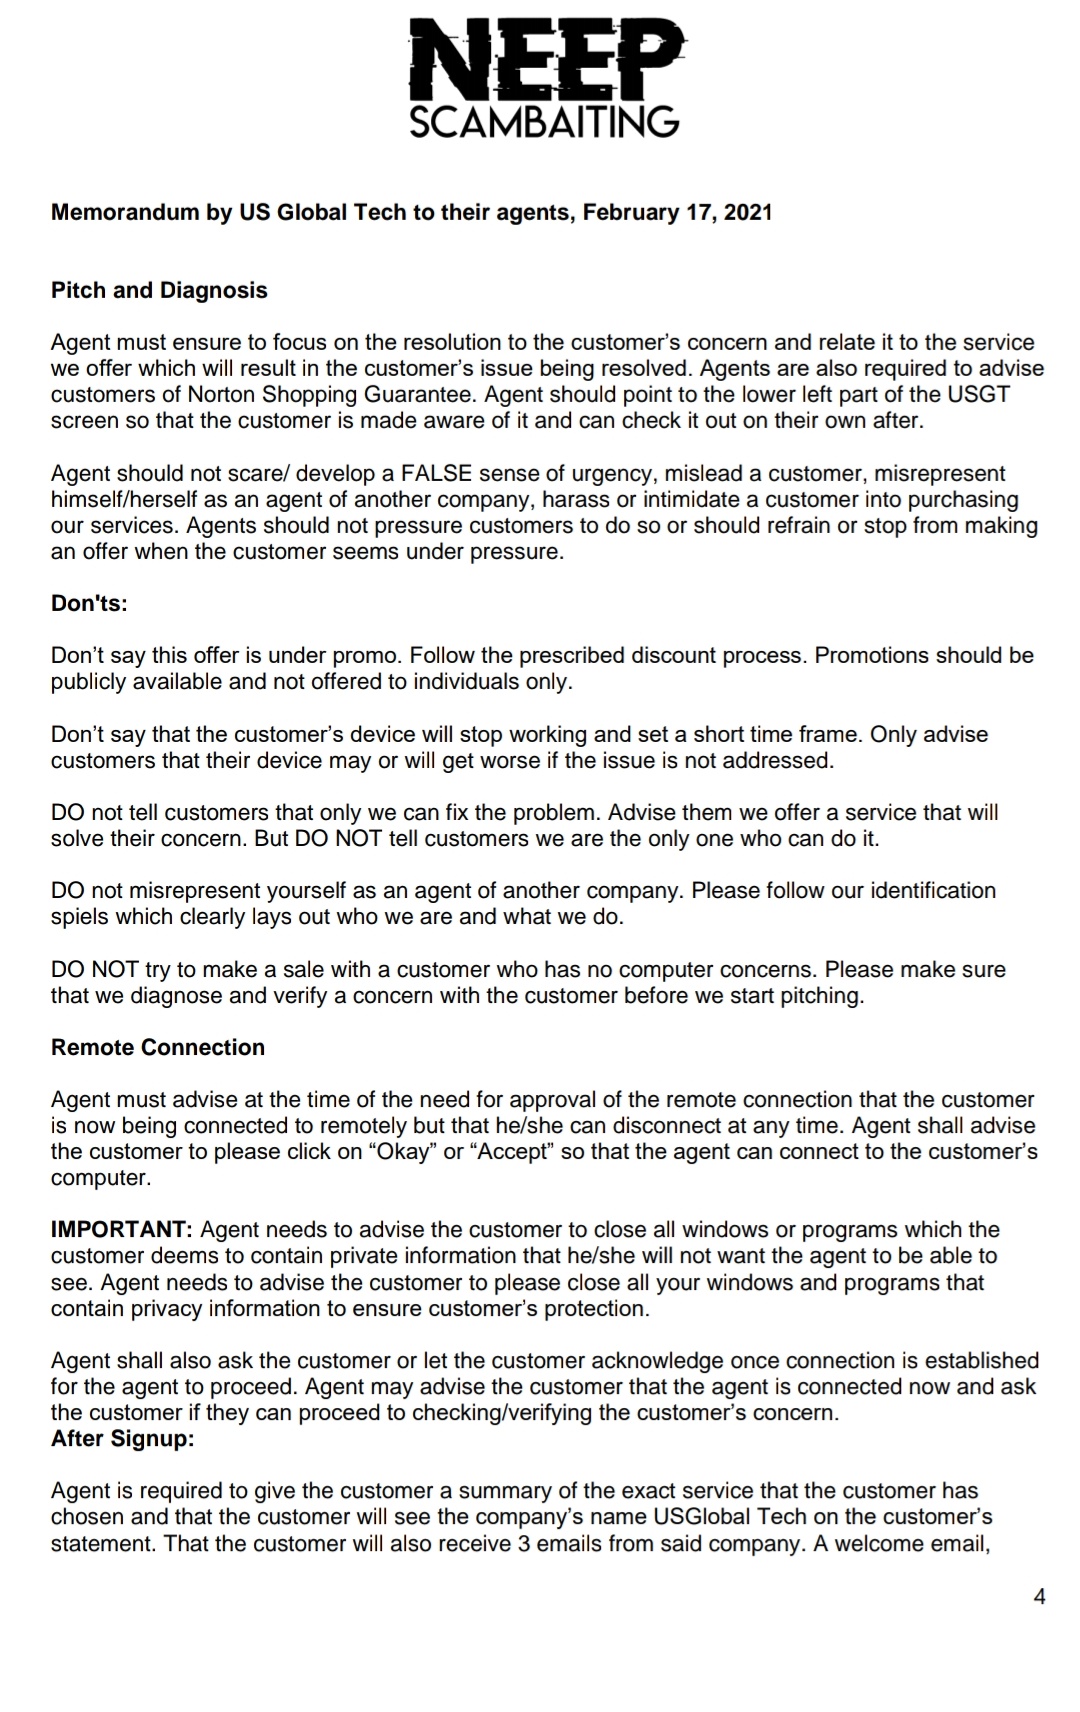 NEEP
SCAMBAITING
Memorandum by US Global Tech to their agents, February 17, 2021
Pitch and Diagnosis
Agent must ensure to focus on the resolution to the customer’s concern and relate it to the service
we offer which will result in the customer’s issue being resolved. Agents are also required to advise
customers of Norton Shopping Guarantee. Agent should point to the lower left part of the USGT
screen so that the customer is made aware of it and can check it out on their own after.
Agent should not scare/ develop a FALSE sense of urgency, mislead a customer, misrepresent
himself/herself as an agent of another company, harass or intimidate a customer into purchasing
our services. Agents should not pressure customers to do so or should refrain or stop from making
an offer when the customer seems under pressure.
Don'ts:
Don’t say this offer is under promo. Follow the prescribed discount process. Promotions should be
publicly available and not offered to individuals only.
Don’t say that the customer’s device will stop working and set a short time frame. Only advise
customers that their device may or will get worse if the issue is not addressed.
DO not tell customers that only we can fix the problem. Advise them we offer a service that will
solve their concern. But DO NOT tell customers we are the only one who can do it.
DO not misrepresent yourself as an agent of another company. Please follow our identification
spiels which clearly lays out who we are and what we do.
DO NOT try to make a sale with a customer who has no computer concerns. Please make sure
that we diagnose and verify a concern with the customer before we start pitching.
Remote Connection
Agent must advise at the time of the need for approval of the remote connection that the customer
is now being connected to remotely but that he/she can disconnect at any time. Agent shall advise
the customer to please click on “Okay” or “Accept” so that the agent can connect to the customer’s
computer.
IMPORTANT: Agent needs to advise the customer to close all windows or programs which the
customer deems to contain private information that he/she will not want the agent to be able to
see. Agent needs to advise the customer to please close all your windows and programs that
contain privacy information to ensure customer’s protection.
Agent shall also ask the customer or let the customer acknowledge once connection is established
for the agent to proceed. Agent may advise the customer that the agent is connected now and ask
the customer if they can proceed to checking/verifying the customer’s concern.
After Signup:
Agent is required to give the customer a summary of the exact service that the customer has
chosen and that the customer will see the company’s name USGlobal Tech on the customer’s
statement. That the customer will also receive 3 emails from said company. A welcome email,
4